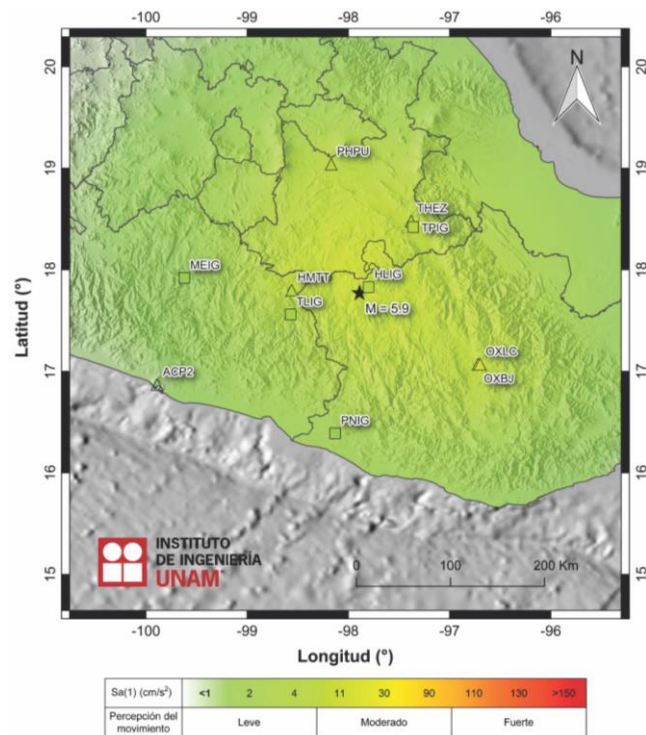 -100 -99 -98 -97 -96
N
20 20
19 19
18 18
17 17
16 16
15 15
PHPU
THEZ
TPIG
MEIG
HMTT
HLIG
TLIG
M = 5.9
OXLC
ACP2
OXBJ
PNIG
Latitud (°)
INSTITUTO
DE INGENIERÍA
UNAM
0 100 200 Km
-100 -99 -98 -97 -96
Longitud (°)
Sa(1) (cm/s²) <1 2 4 11 30 90 110 130 >150
Percepción del
movimiento Leve Moderado Fuerte